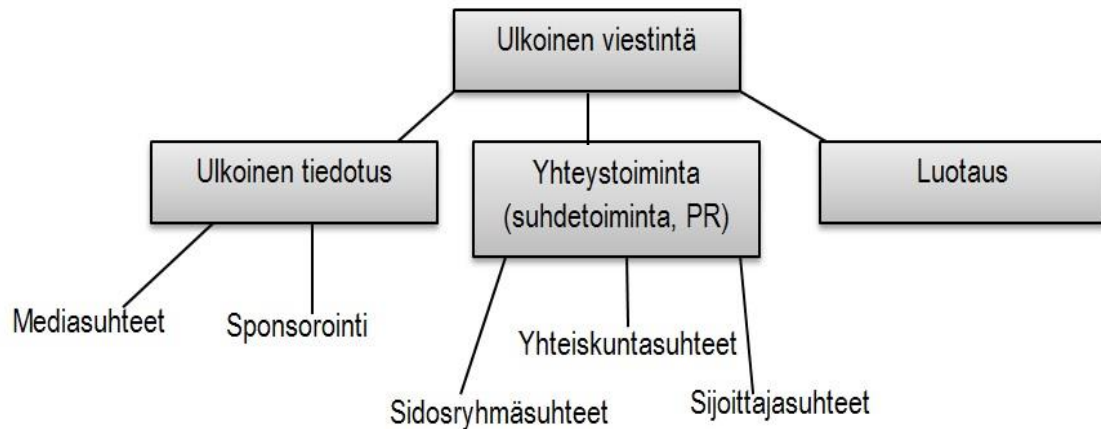 Ulkoinen viestintä
Ulkoinen tiedotus
Yhteystoiminta
(suhdetoiminta, PR)
Luotaus
Mediasuhteet
Sponsorointi
Yhteiskuntasuhteet
Sidosryhmäsuhteet
Sijoittajasuhteet